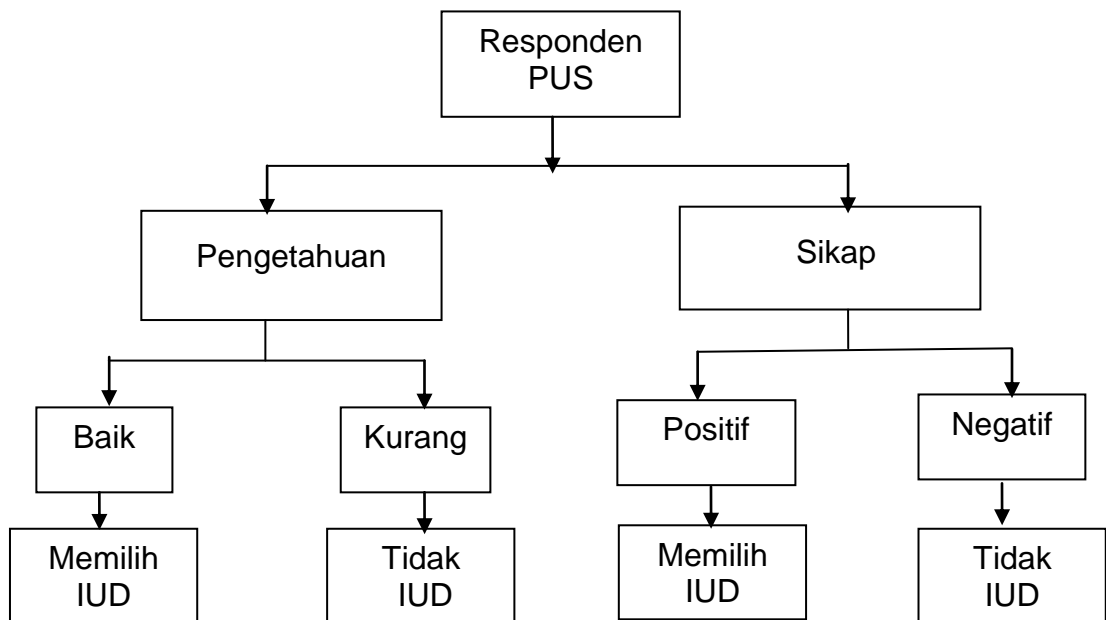 Responden
PUS
Pengetahuan
Sikap
Baik
Kurang
Positif
Negatif
Memilih
IUD
Tidak
IUD
Memilih
IUD
Tidak
IUD